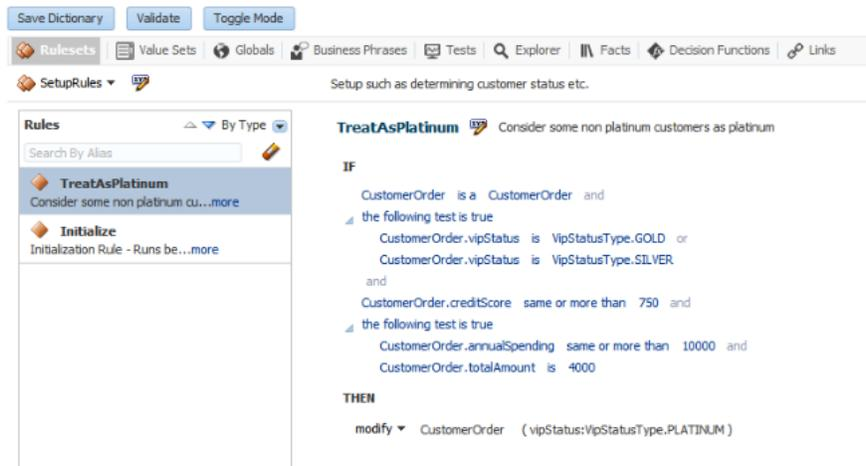 Save Dictionary Validate Toggle Mode
Rulesets Value Sets Globals Business Phrases Tests Explorer Facts Decision Functions Links
SetupRules Setup such as determining customer status etc.
Rules By Type
Search By Alias
TreatAsPlatinum
Consider some non platinum cu...more
Initialize
Initialization Rule - Runs be...more
TreatAsPlatinum Consider some non platinum customers as platinum
IF
CustomerOrder is a CustomerOrder and
the following test is true
CustomerOrder.vipStatus is VipStatusType.GOLD or
CustomerOrder.vipStatus is VipStatusType.SILVER
and
CustomerOrder.creditScore same or more than 750 and
the following test is true
CustomerOrder.annualSpending same or more than 10000 and
CustomerOrder.totalAmount is 4000
THEN
modify CustomerOrder ( vipStatus:VipStatusType.PLATINUM )